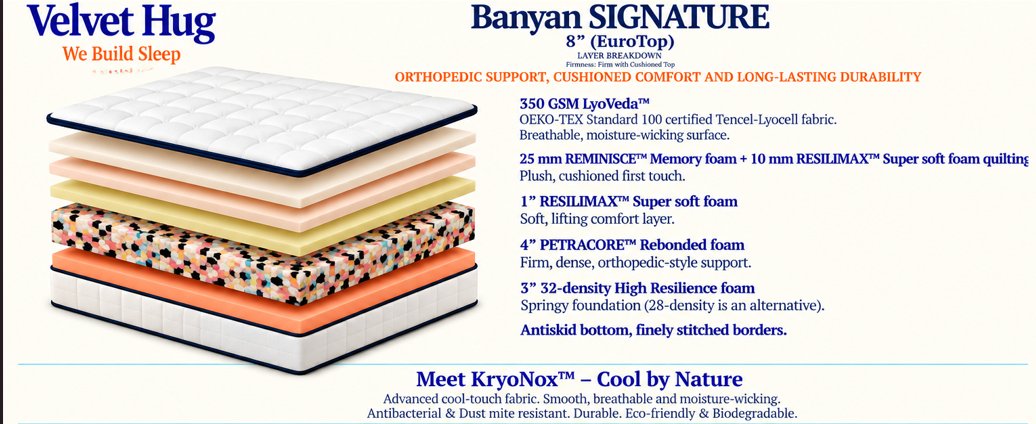 Velvet Hug
We Build Sleep
Banyan SIGNATURE
8” (EuroTop)
LAYER BREAKDOWN
Firmness: Firm with Cushioned Top
ORTHOPEDIC SUPPORT, CUSHIONED COMFORT AND LONG-LASTING DURABILITY
350 GSM LyoVeda™
OEKO-TEX Standard 100 certified Tencel-Lyocell fabric.
Breathable, moisture-wicking surface.
25 mm REMINISCE™ Memory foam + 10 mm RESILIMAX™ Super soft foam quilting
Plush, cushioned first touch.
1” RESILIMAX™ Super soft foam
Soft, lifting comfort layer.
4” PETRACORE™ Rebonded foam
Firm, dense, orthopedic-style support.
3” 32-density High Resilience foam
Springy foundation (28-density is an alternative).
Antiskid bottom, finely stitched borders.
Meet KryoNox™ – Cool by Nature
Advanced cool-touch fabric. Smooth, breathable and moisture-wicking.
Antibacterial & Dust mite resistant. Durable. Eco-friendly & Biodegradable.